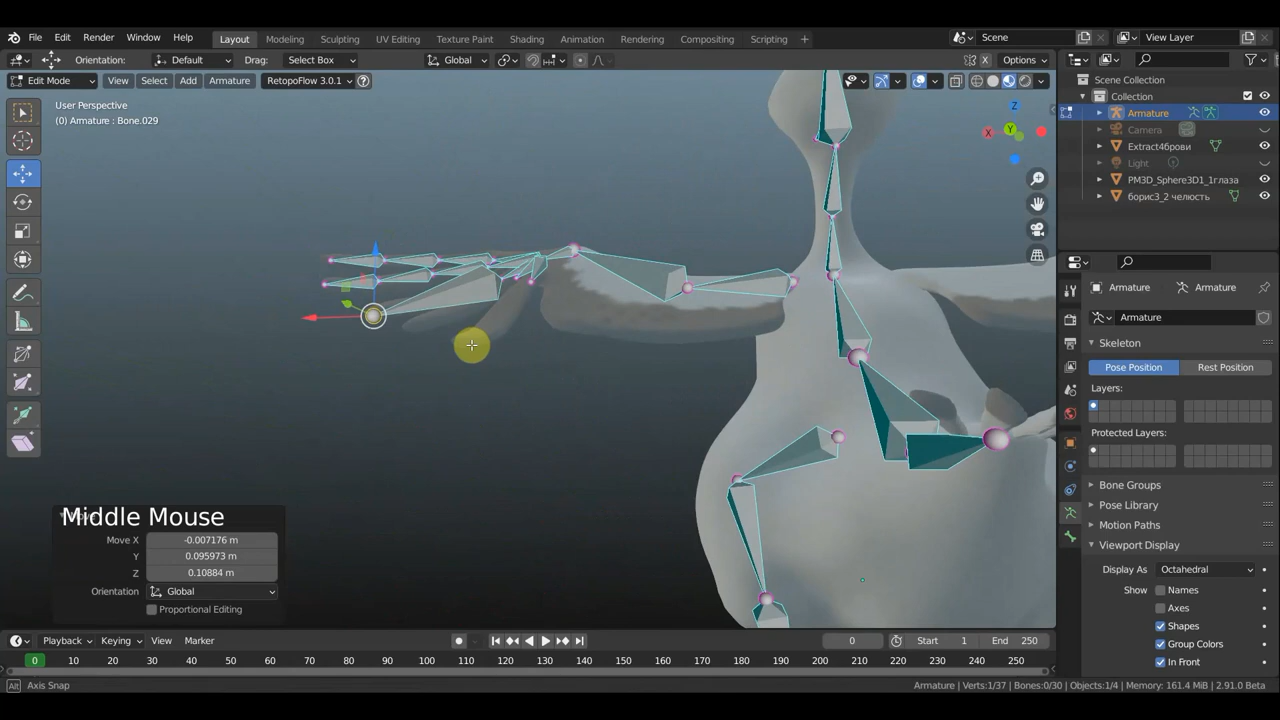 File Edit Render Window Help Layout Modeling Sculpting UV Editing Texture Paint Shading Animation Rendering Compositing Scripting + Scene View Layer
Orientation: Default Drag: Select Box Global X Options
Edit Mode View Select Add Armature RetopoFlow 3.0.1 ?
User Perspective
(0) Armature : Bone.029
Z
X
Y
Scene Collection
Collection
Armature
Camera
Extract4брови
Light
PM3D_Sphere3D1_1глаза
борис3_2 челюсть
Armature Armature
Armature
Skeleton
Pose Position Rest Position
Layers:
Protected Layers:
Bone Groups
Pose Library
Motion Paths
Viewport Display
Display As Octahedral
Show Names
Axes
Shapes
Group Colors
In Front
Middle Mouse
Move X -0.007176 m
Y 0.095973 m
Z 0.10884 m
Orientation Global
Proportional Editing
Playback Keying View Marker 0 Start 1 End 250
0 10 20 30 40 50 60 70 80 90 100 110 120 130 140 150 160 170 180 190 200 210 220 230 240 250
Alt Axis Snap Armature | Verts:1/37 | Bones:0/30 | Objects:1/4 | Memory: 161.4 MiB | 2.91.0 Beta